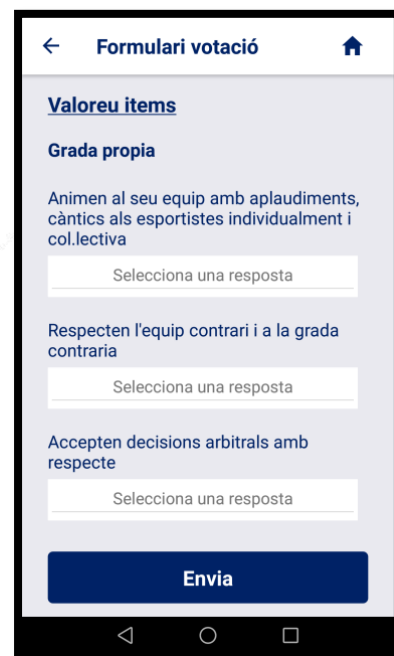 Formulari votació
Valoreu items
Grada propia
Animen al seu equip amb aplaudiments,
càntics als esportistes individualment i
col.lectiva
Selecciona una resposta
Respecten l'equip contrari i a la grada
contraria
Selecciona una resposta
Accepten decisions arbitrals amb
respecte
Selecciona una resposta
Envia